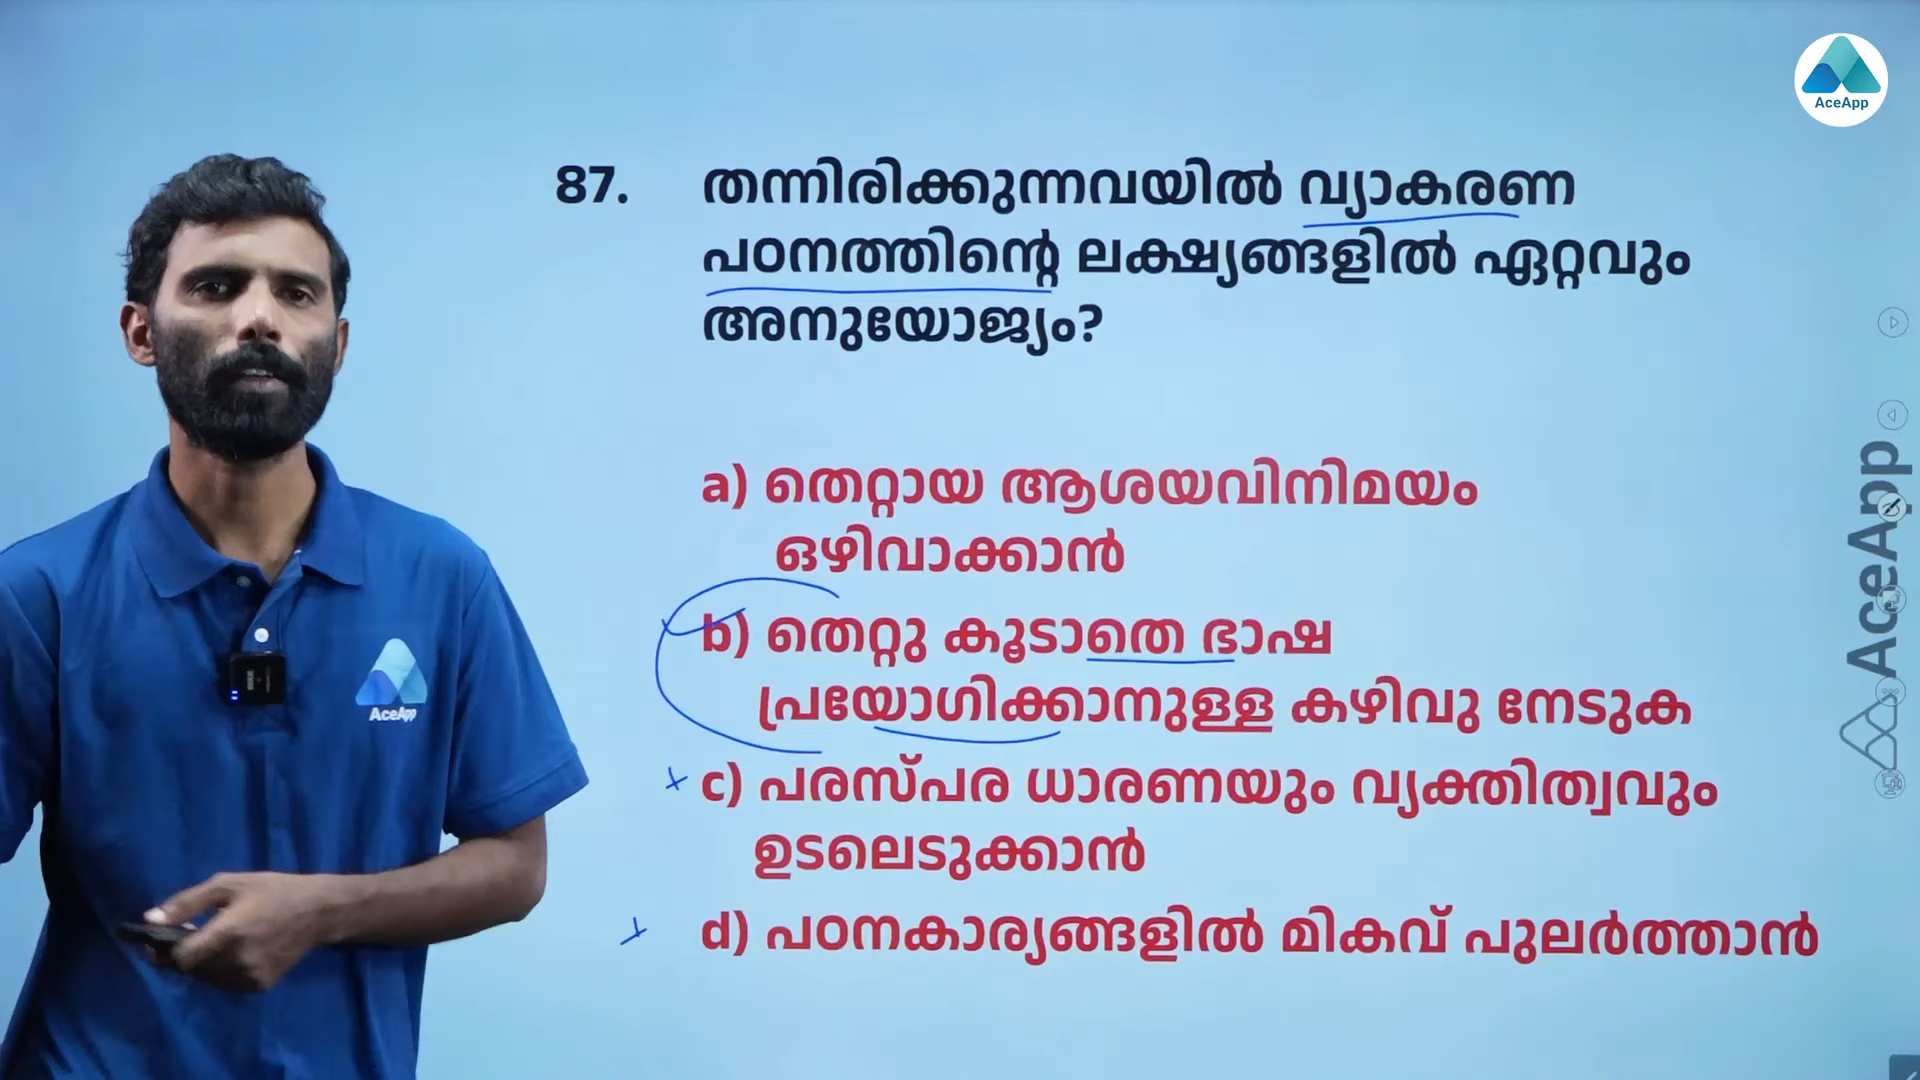 AceApp
87. തന്നിരിക്കുന്നവയിൽ വ്യാകരണ
പഠനത്തിന്റെ ലക്ഷ്യങ്ങളിൽ ഏറ്റവും
അനുയോജ്യം?
a) തെറ്റായ ആശയവിനിമയം
ഒഴിവാക്കാൻ
b) തെറ്റു കൂടാതെ ഭാഷ
പ്രയോഗിക്കാനുള്ള കഴിവു നേടുക
c) പരസ്പര ധാരണയും വ്യക്തിത്വവും
ഉടലെടുക്കാൻ
d) പഠനകാര്യങ്ങളിൽ മികവ് പുലർത്താൻ
AceApp
AceApp